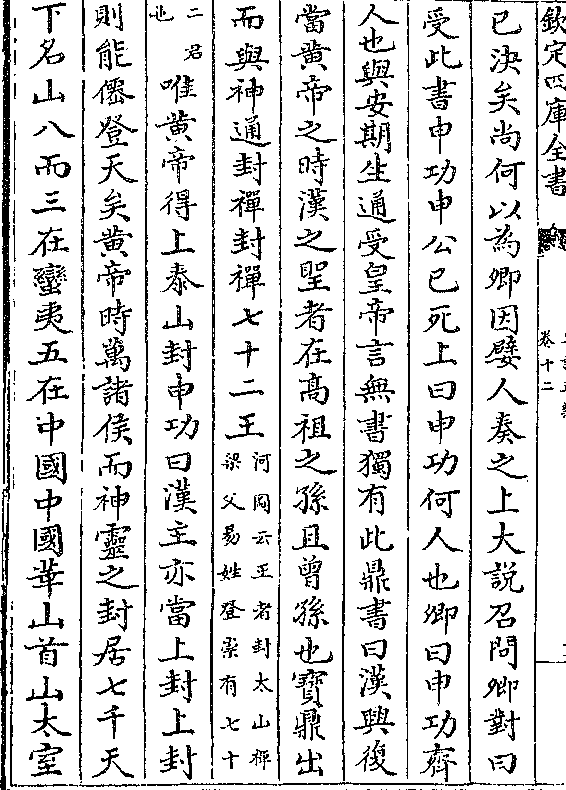 欽定四庫全書
卷十二
已決矣尚何以為卿因嬖人奏之上大説召問卿對曰
受此書申功申公已死上曰申功何人也卿曰申功齊
人也與安期生通受皇帝言無書獨有此鼎書曰漢興復
當黄帝之時漢之聖者在高祖之孫且曾孫也寳鼎出
而與神通封禪封禪七十二王
河圖云王者封太山禪
梁父易姓登崇有七十
二君
也
唯黄帝得上泰山封申功曰漢主亦當上封上封
則能僊登天矣黄帝時萬諸侯而神靈之封居七千天
下名山八而三在蠻夷五在中國中國華山首山太室